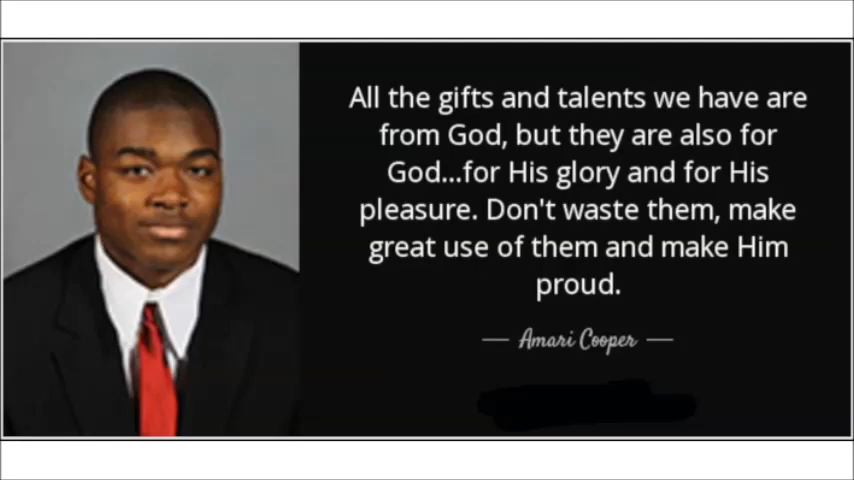 All the gifts and talents we have are
from God, but they are also for
God...for His glory and for His
pleasure. Don't waste them, make
great use of them and make Him
proud.
— Amari Cooper —